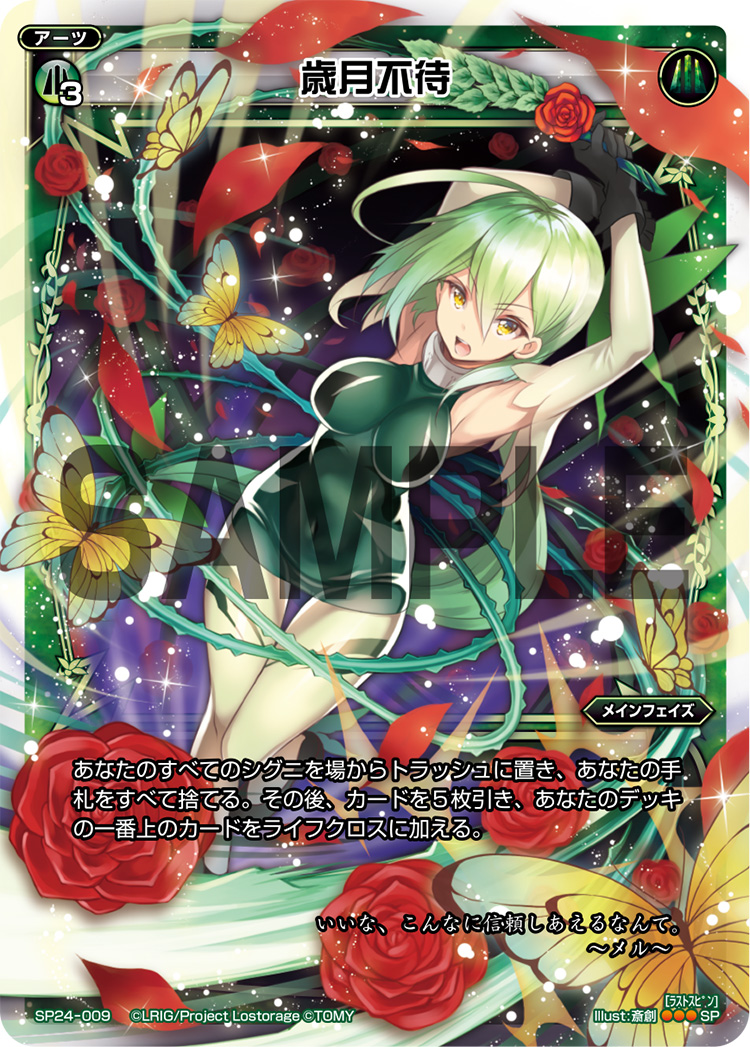 アーツ
歳月不待
3
SAMPLE
メインフェイズ
あなたのすべてのシグニを場からトラッシュに置き、あなたの手
札をすべて捨てる。その後、カードを5枚引き、あなたのデッキ
の一番上のカードをライフクロスに加える。
いいな、こんなに信頼しあえるなんて。
～メル～
[ラストスピン]
SP24-009 ©LRIG/Project Lostorage ©TOMY Illust:斎創 SP